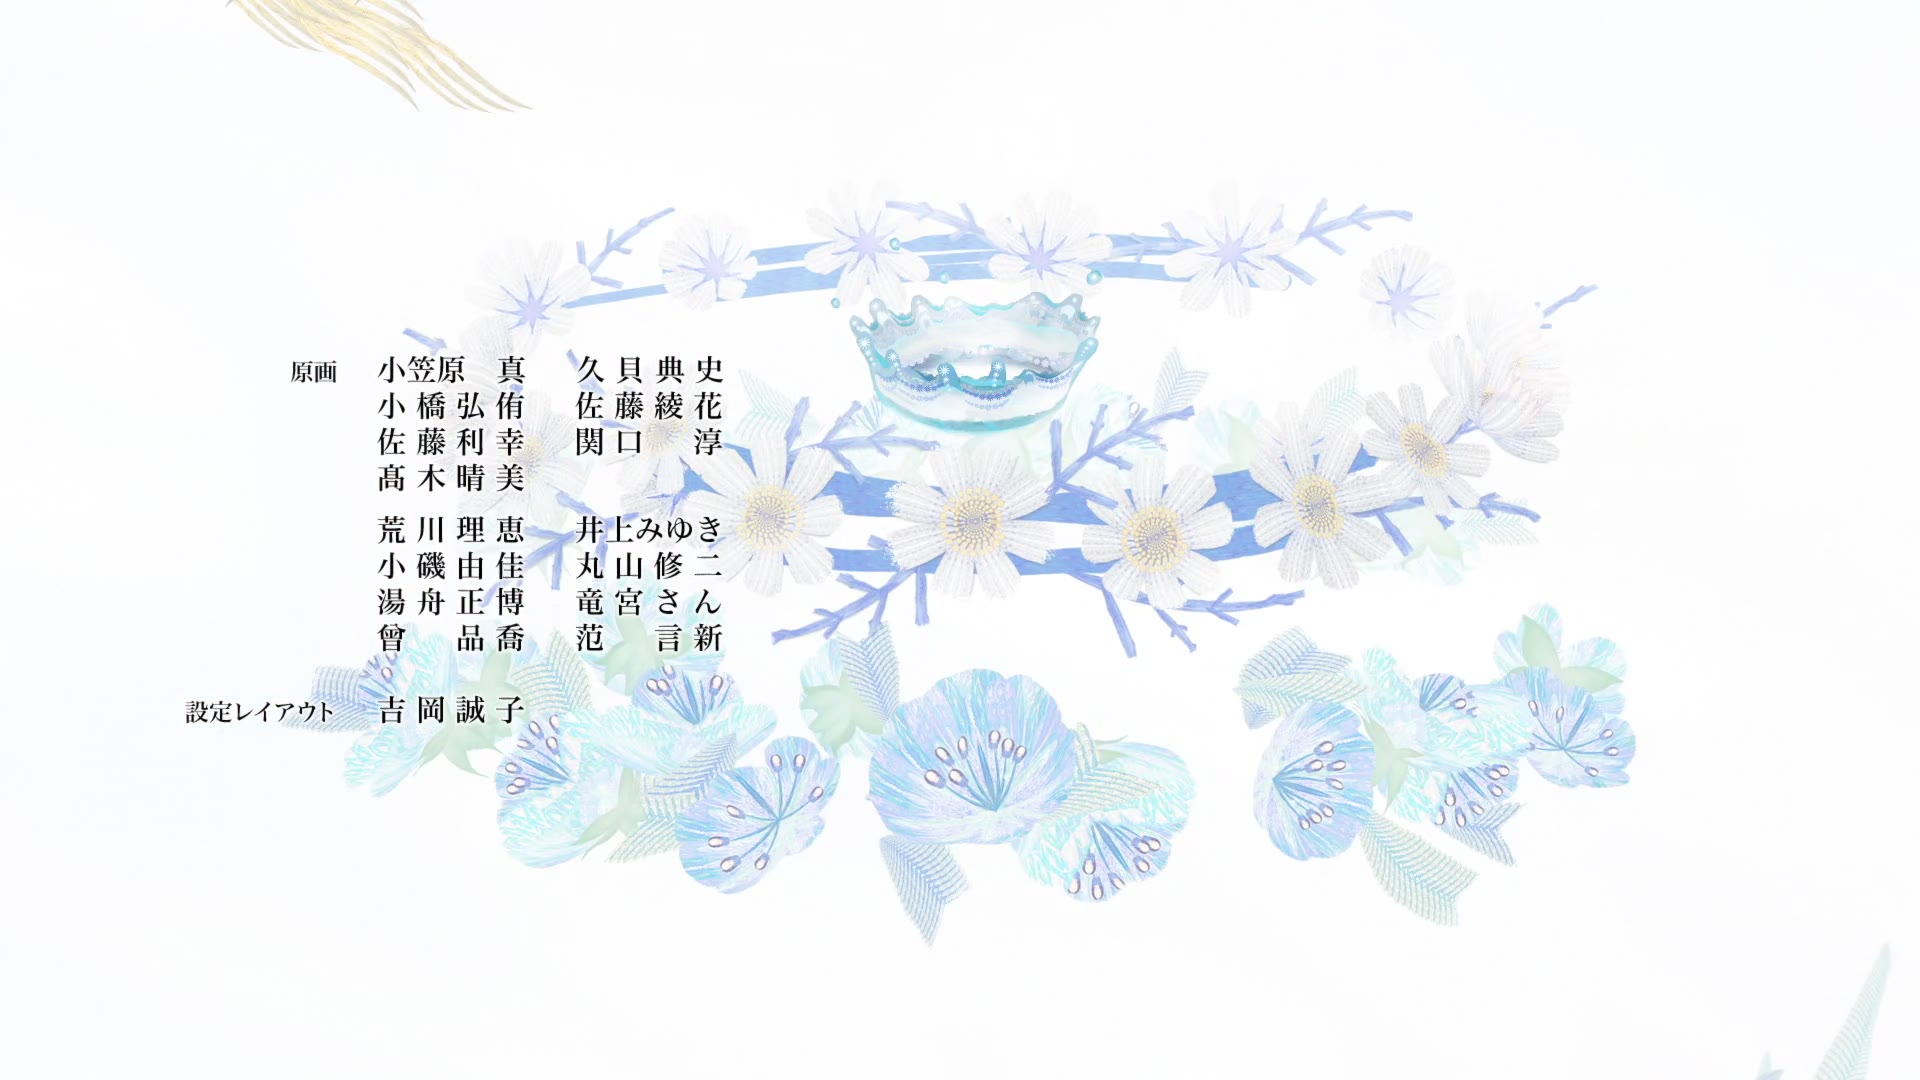 原画 小笠原 真 久貝典史
小橋弘侑 佐藤綾花
佐藤利幸 関口 淳
髙木晴美
荒川理恵 井上みゆき
小磯由佳 丸山修二
湯舟正博 竜宮さん
曾 品喬 范 言新
設定レイアウト 吉岡誠子